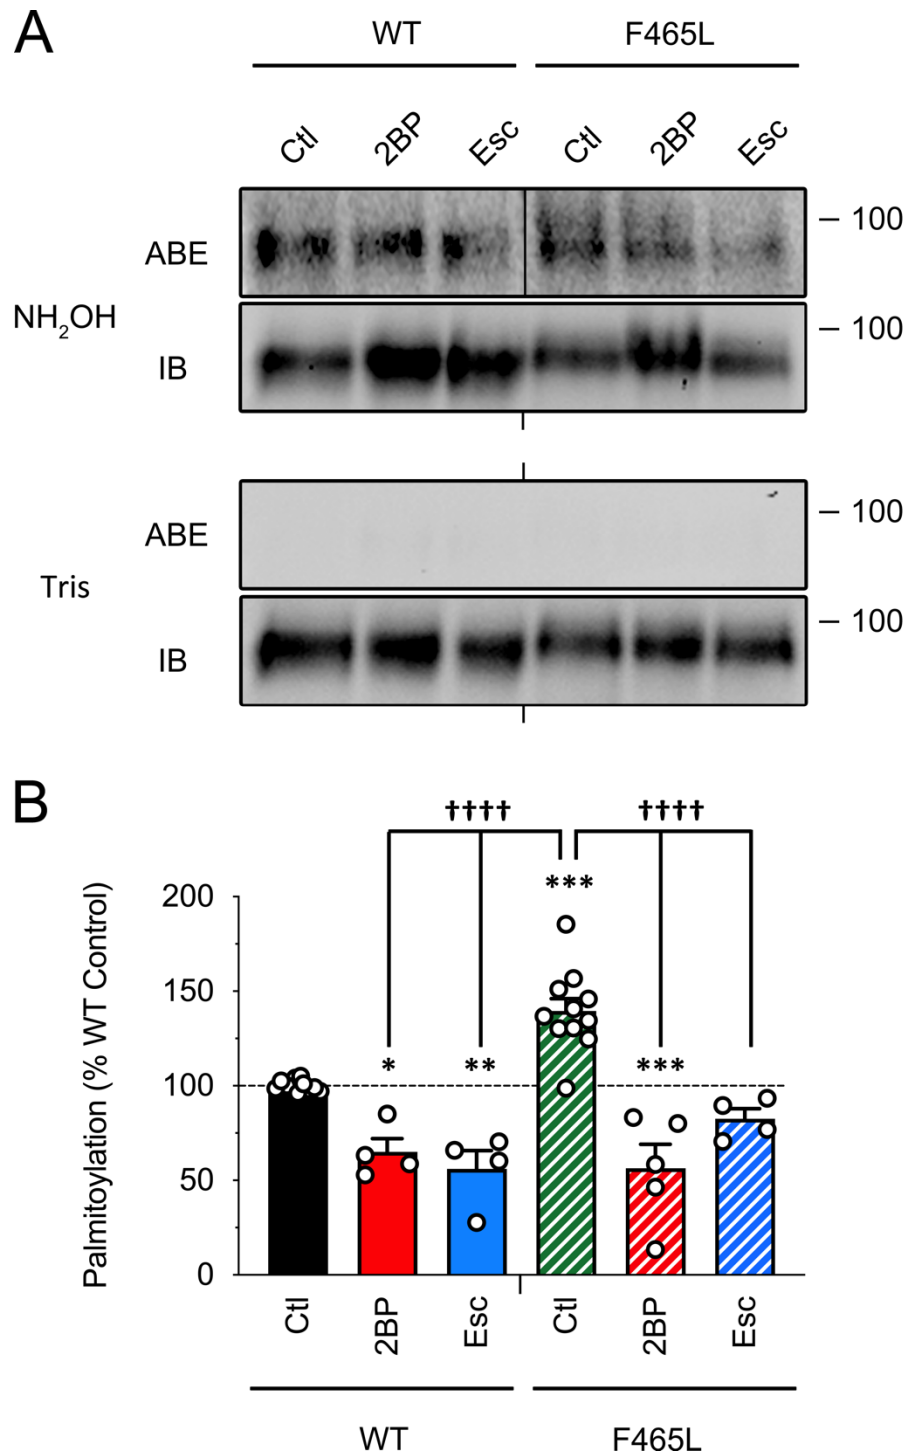 A
WT F465L
Ctl 2BP Esc Ctl 2BP Esc
– 100
ABE
NH₂OH
– 100
IB
– 100
ABE
Tris
– 100
IB
B
†††† ††††
***
200
150
* ** ***
100
50
0
Palmitoylation (% WT Control)
Ctl 2BP Esc Ctl 2BP Esc
WT F465L